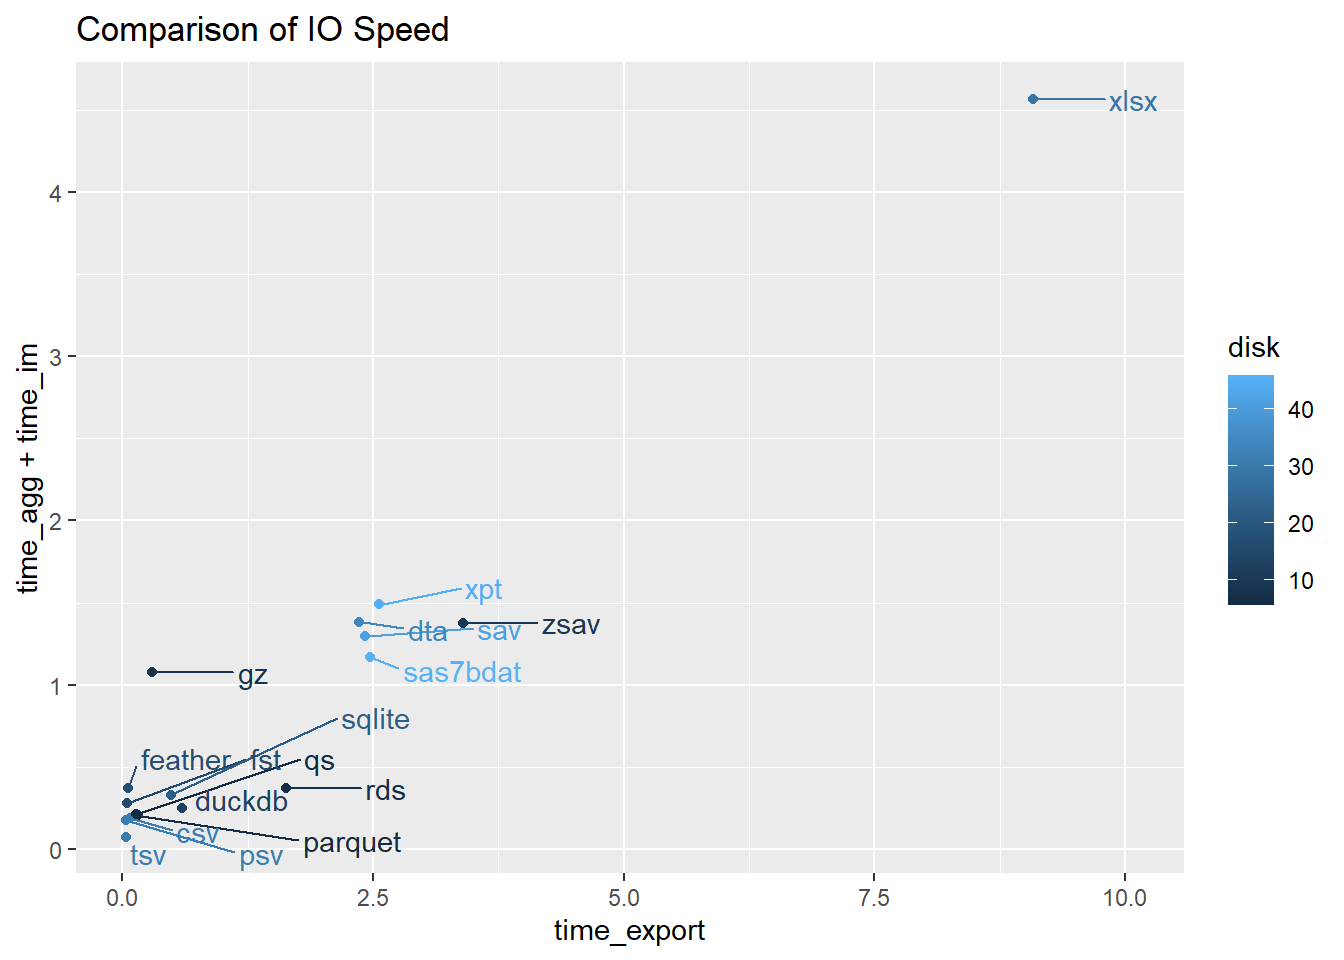 Comparison of IO Speed
xlsx
4
3
2
1
0
time_agg + time_im
xpt
dta
sav
zsav
sas7bdat
gz
sqlite
feather
fst
qs
rds
duckdb
csv
parquet
tsv
psv
0.0
2.5
5.0
7.5
10.0
time_export
disk
40
30
20
10